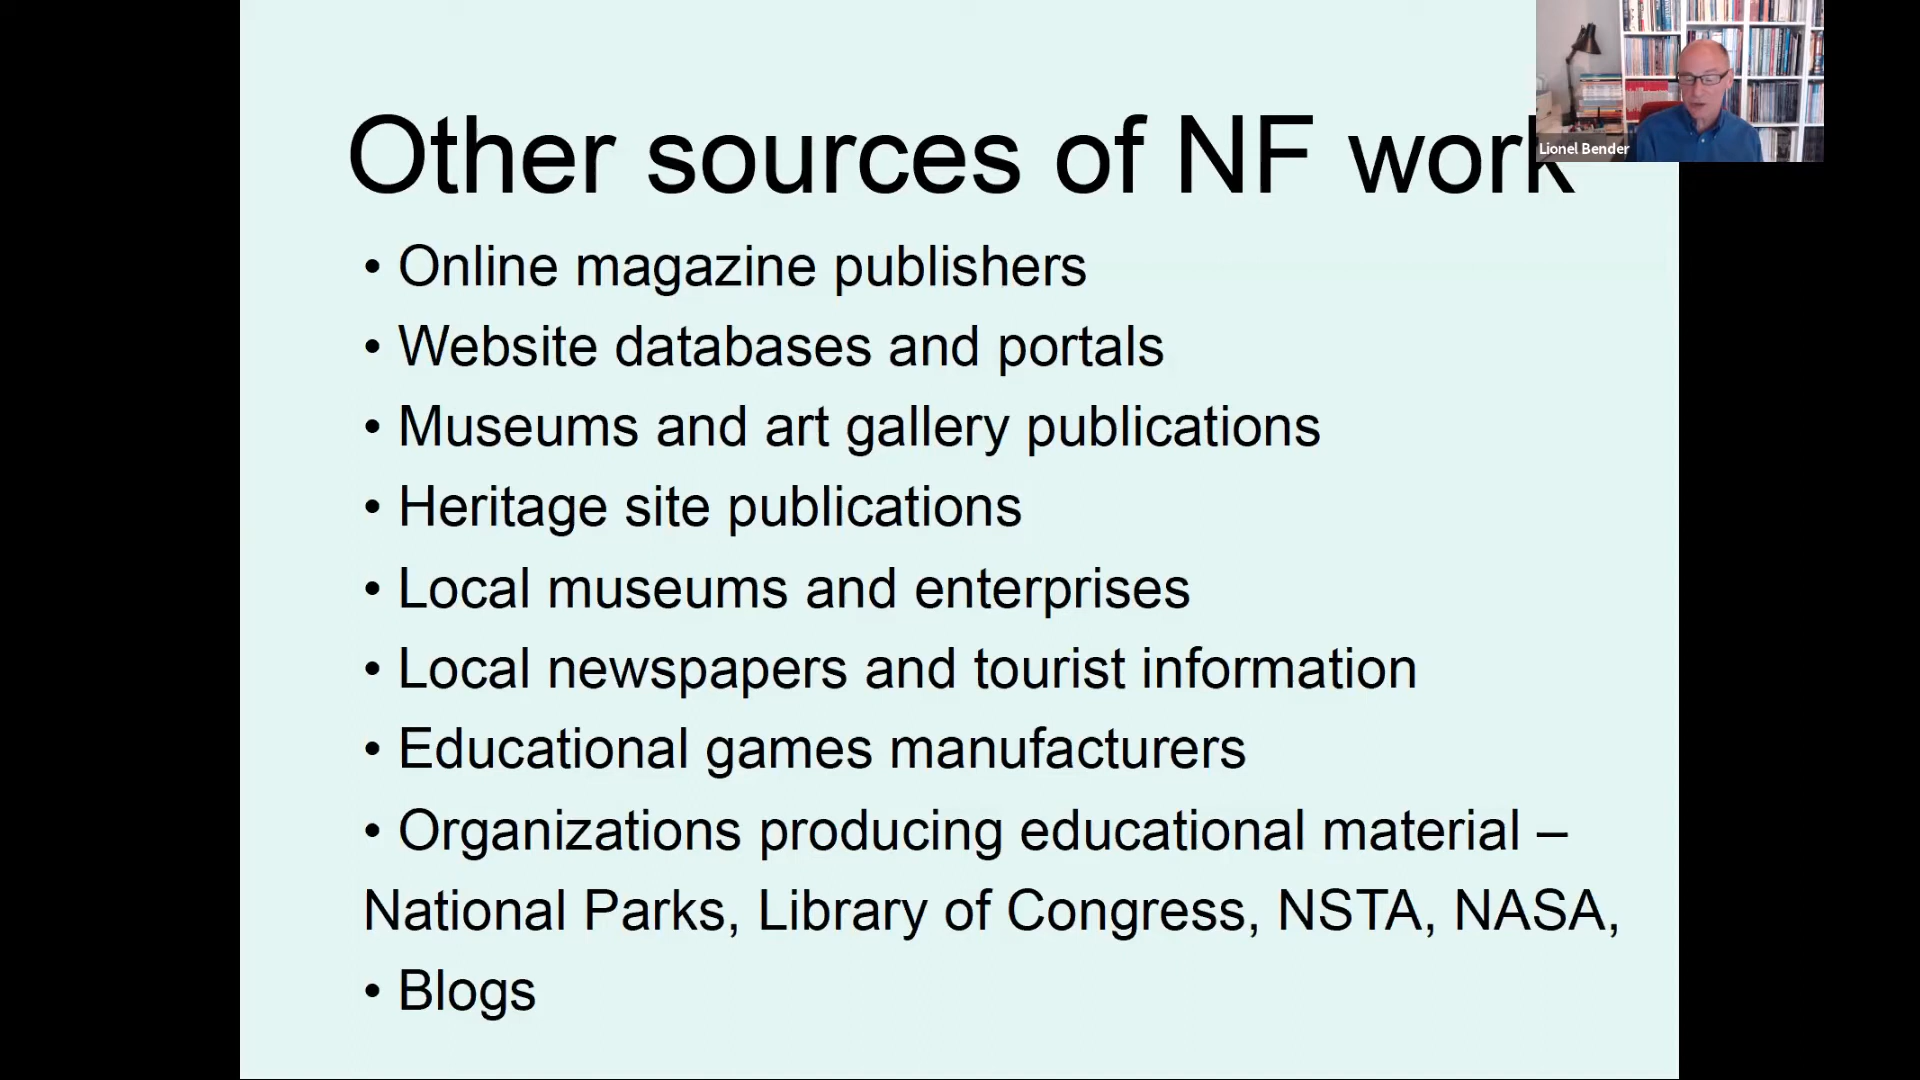 Other sources of NF work
Lionel Bender
• Online magazine publishers
• Website databases and portals
• Museums and art gallery publications
• Heritage site publications
• Local museums and enterprises
• Local newspapers and tourist information
• Educational games manufacturers
• Organizations producing educational material –
National Parks, Library of Congress, NSTA, NASA,
• Blogs